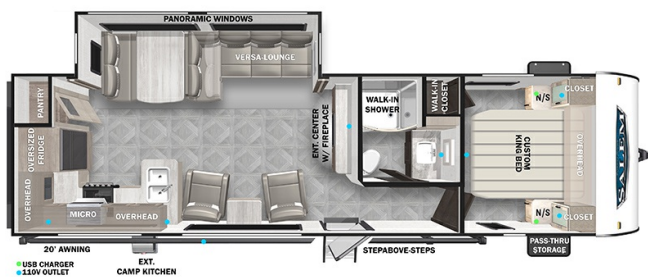 PANORAMIC WINDOWS
VERSA-LOUNGE
PANTRY
OVERSIZED
FRIDGE
OVERHEAD
MICRO
OVERHEAD
ENT. CENTER
W/ FIREPLACE
WALK-IN
SHOWER
WALK-IN
CLOSET
N/S
CLOSET
CUSTOM
KING BED
OVERHEAD
SALEM
N/S
CLOSET
PASS-THRU
STORAGE
20' AWNING
EXT.
CAMP KITCHEN
STEPABOVE-STEPS
USB CHARGER
110V OUTLET